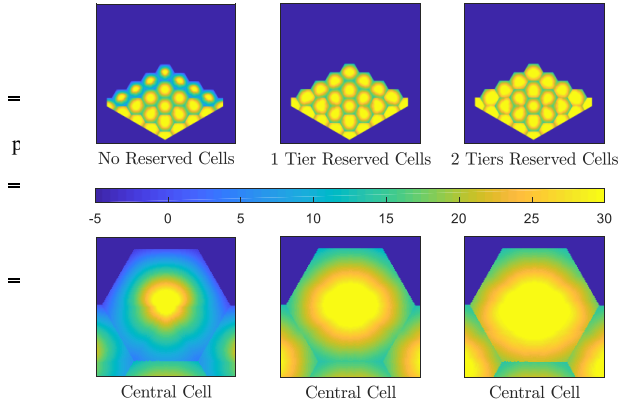 =
p
=
=
No Reserved Cells 1 Tier Reserved Cells 2 Tiers Reserved Cells
-5 0 5 10 15 20 25 30
Central Cell Central Cell Central Cell